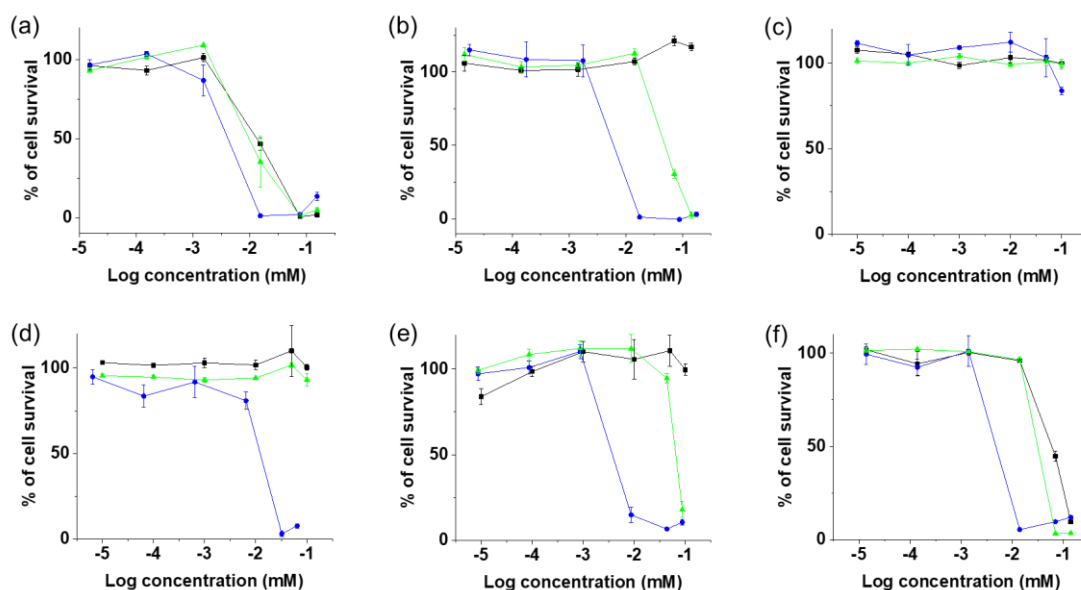 (a)
% of cell survival
100
50
0
-5 -4 -3 -2 -1
Log concentration (mM)
(b)
% of cell survival
100
50
0
-5 -4 -3 -2 -1
Log concentration (mM)
(c)
% of cell survival
100
50
0
-5 -4 -3 -2 -1
Log concentration (mM)
(d)
% of cell survival
100
50
0
-5 -4 -3 -2 -1
Log concentration (mM)
(e)
% of cell survival
100
50
0
-5 -4 -3 -2 -1
Log concentration (mM)
(f)
% of cell survival
100
50
0
-5 -4 -3 -2 -1
Log concentration (mM)